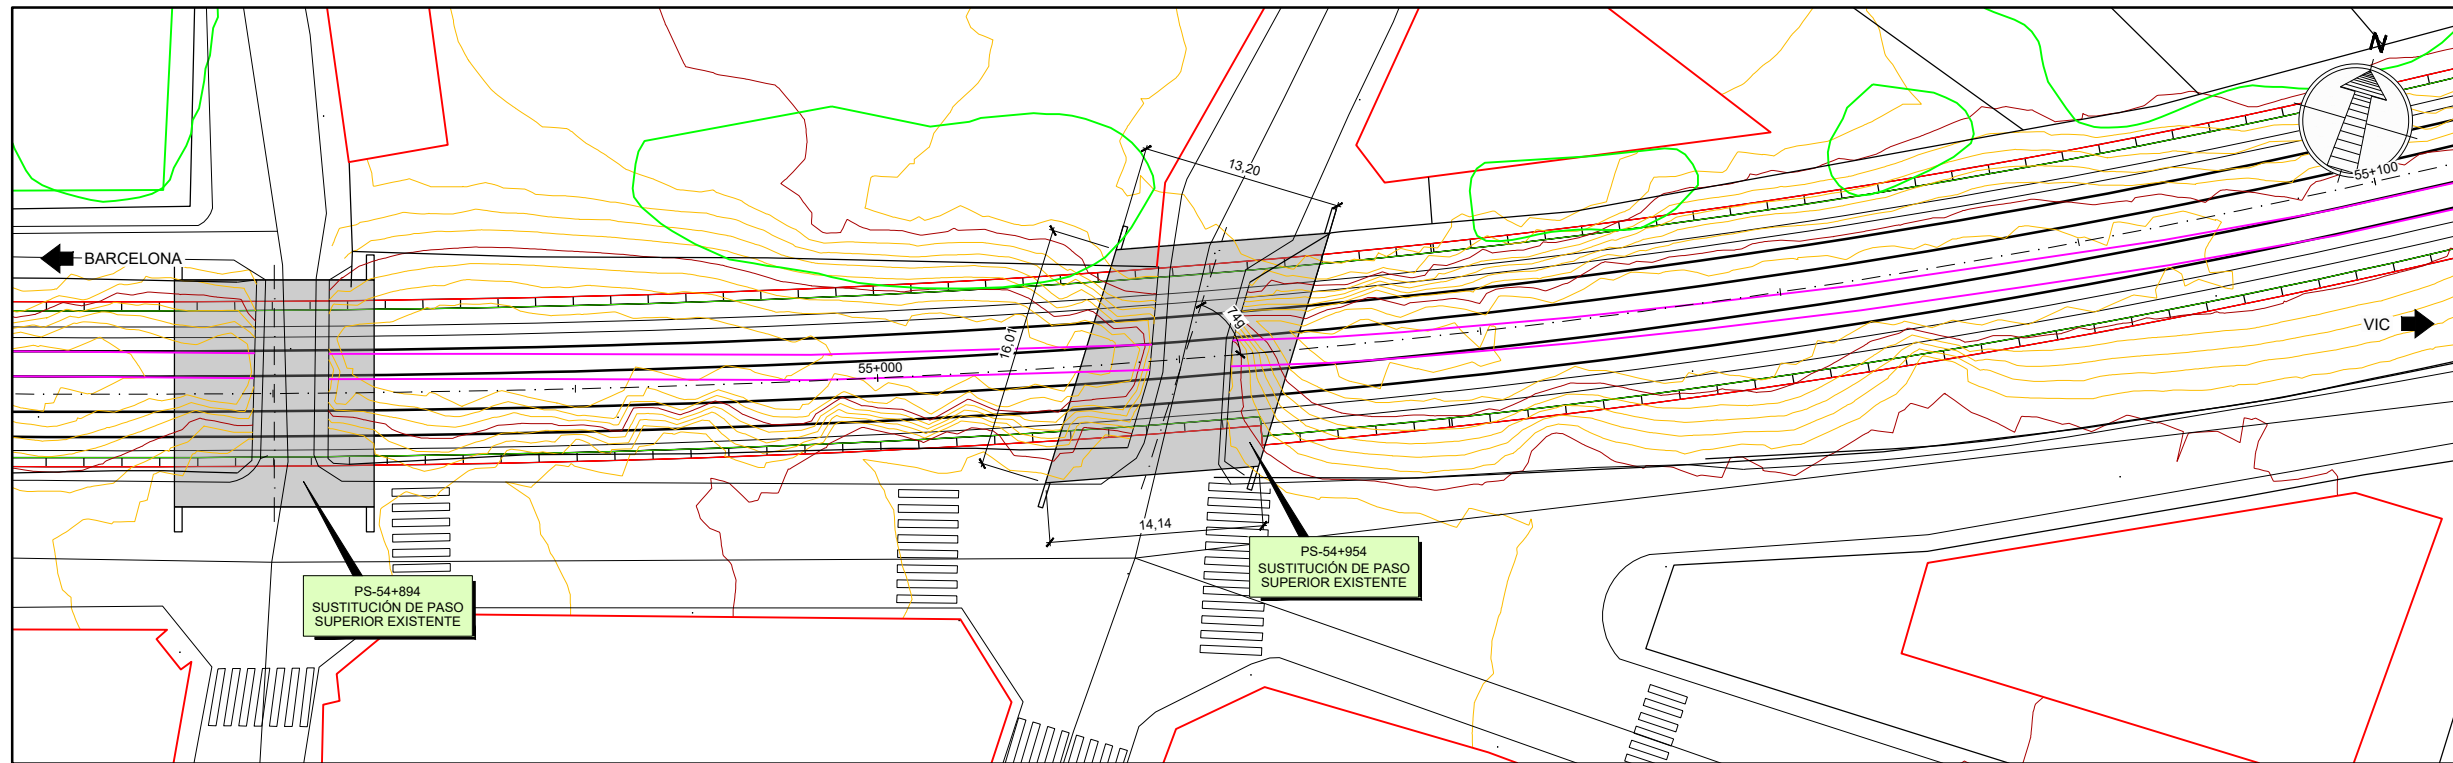 N
13,20
55+100
BARCELONA
74g
16,01
VIC
55+000
14,14
PS-54+954
SUSTITUCIÓN DE PASO
SUPERIOR EXISTENTE
PS-54+894
SUSTITUCIÓN DE PASO
SUPERIOR EXISTENTE